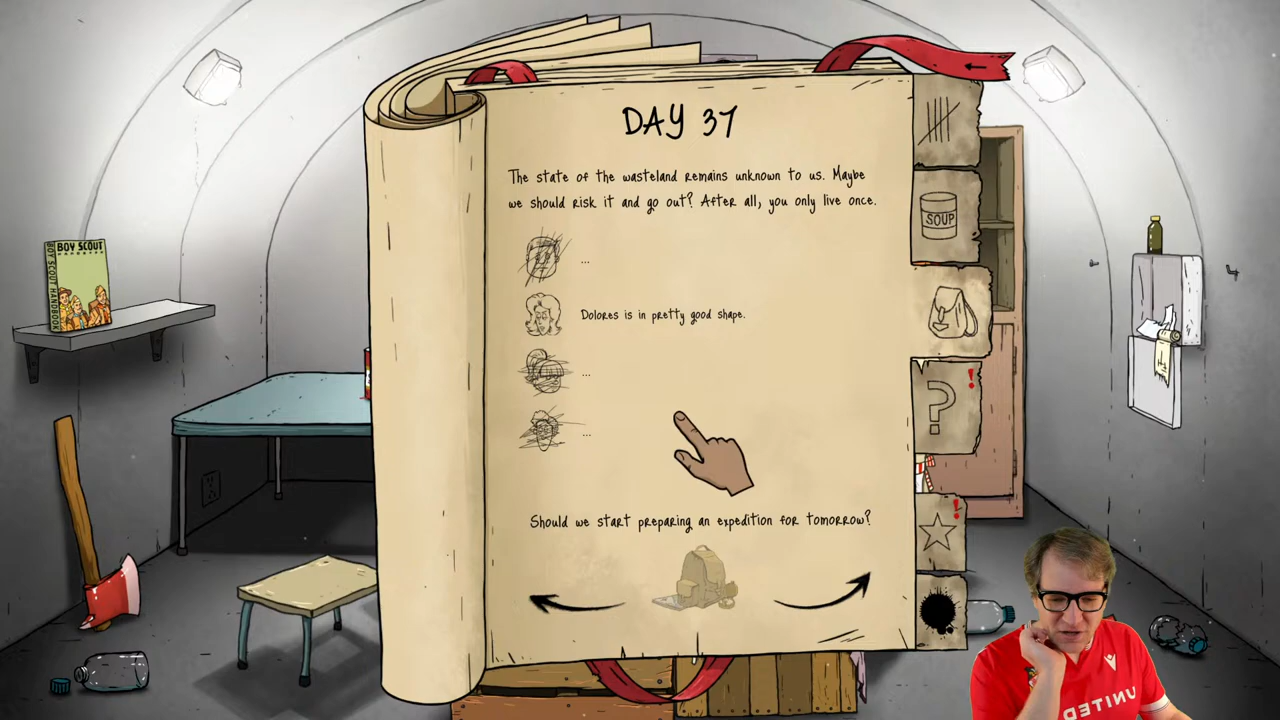 DAY 37
The state of the wasteland remains unknown to us. Maybe
we should risk it and go out? After all, you only live once.
...
Dolores is in pretty good shape.
...
...
Should we start preparing an expedition for tomorrow?
SOUP
?
!
!
BOY SCOUT
HANDBOOK
BOY SCOUT HANDBOOK
UNITED